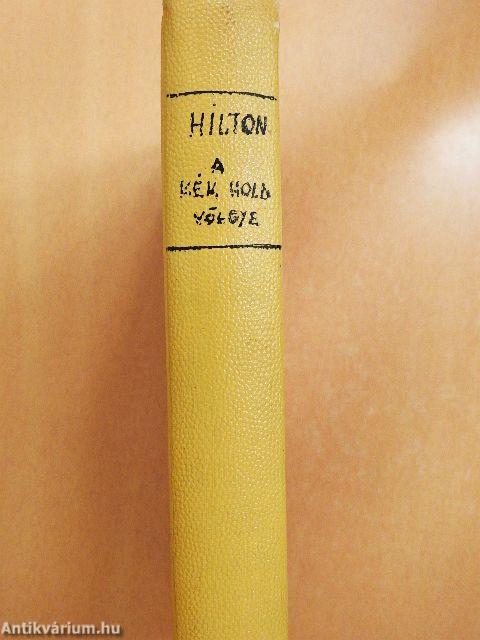 HILTON
A
KÉK HOLD
VÖLGYE
Antikvárium.hu